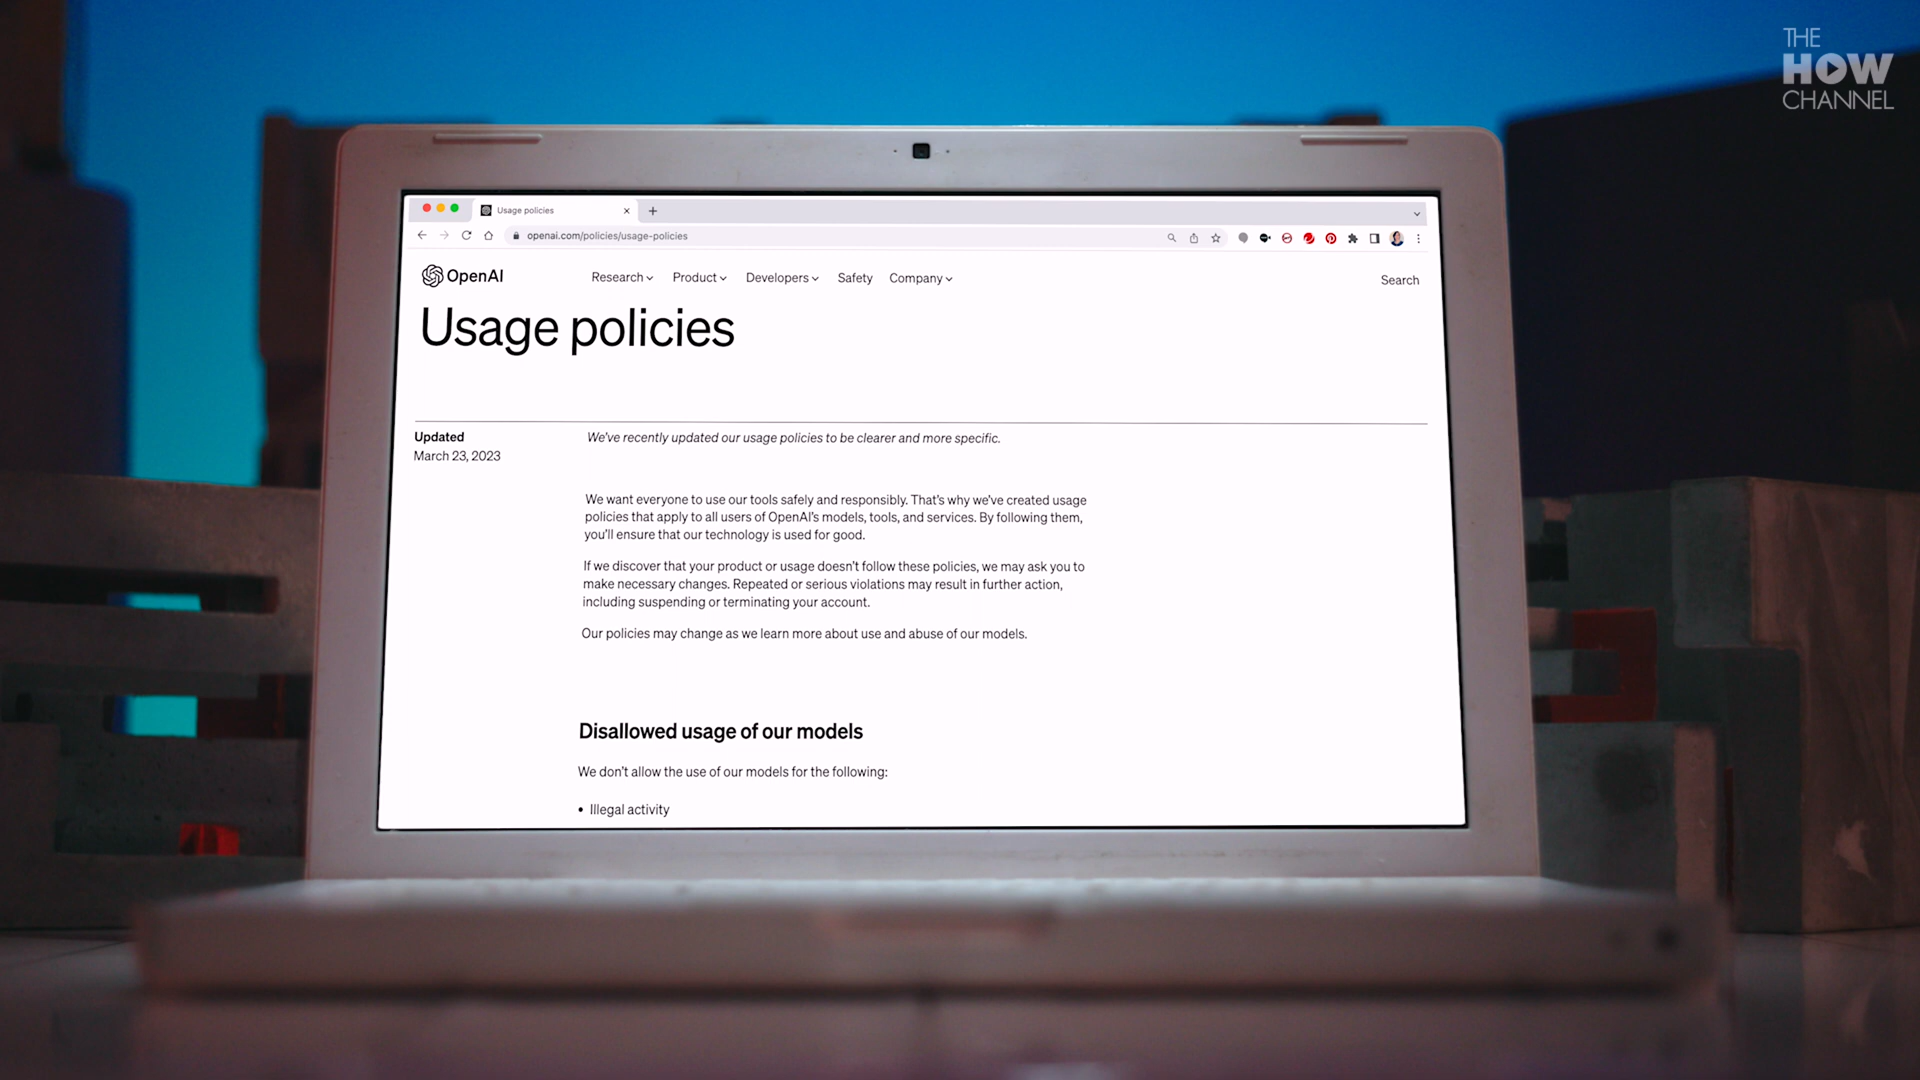 THE
HOW
CHANNEL
Usage policies
openai.com/policies/usage-policies
OpenAI
Research
Product
Developers
Safety
Company
Search
Usage policies
Updated
March 23, 2023
We've recently updated our usage policies to be clearer and more specific.
We want everyone to use our tools safely and responsibly. That's why we've created usage
policies that apply to all users of OpenAI's models, tools, and services. By following them,
you'll ensure that our technology is used for good.
If we discover that your product or usage doesn't follow these policies, we may ask you to
make necessary changes. Repeated or serious violations may result in further action,
including suspending or terminating your account.
Our policies may change as we learn more about use and abuse of our models.
Disallowed usage of our models
We don't allow the use of our models for the following:
• Illegal activity